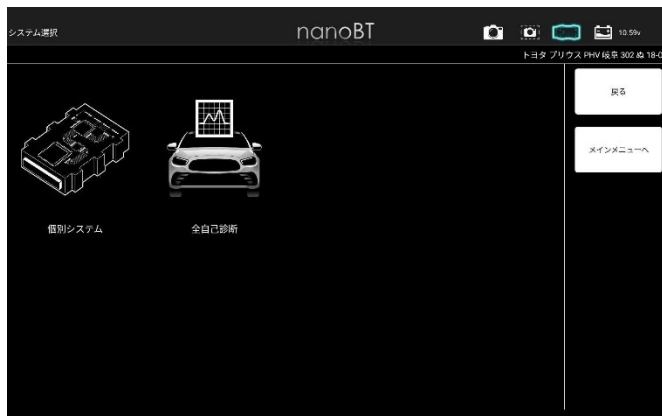 システム選択
nanoBT
10.59v
トヨタ プリウス PHV 岐阜 302 ぬ 18-0
戻る
メインメニューへ
個別システム
全自己診断